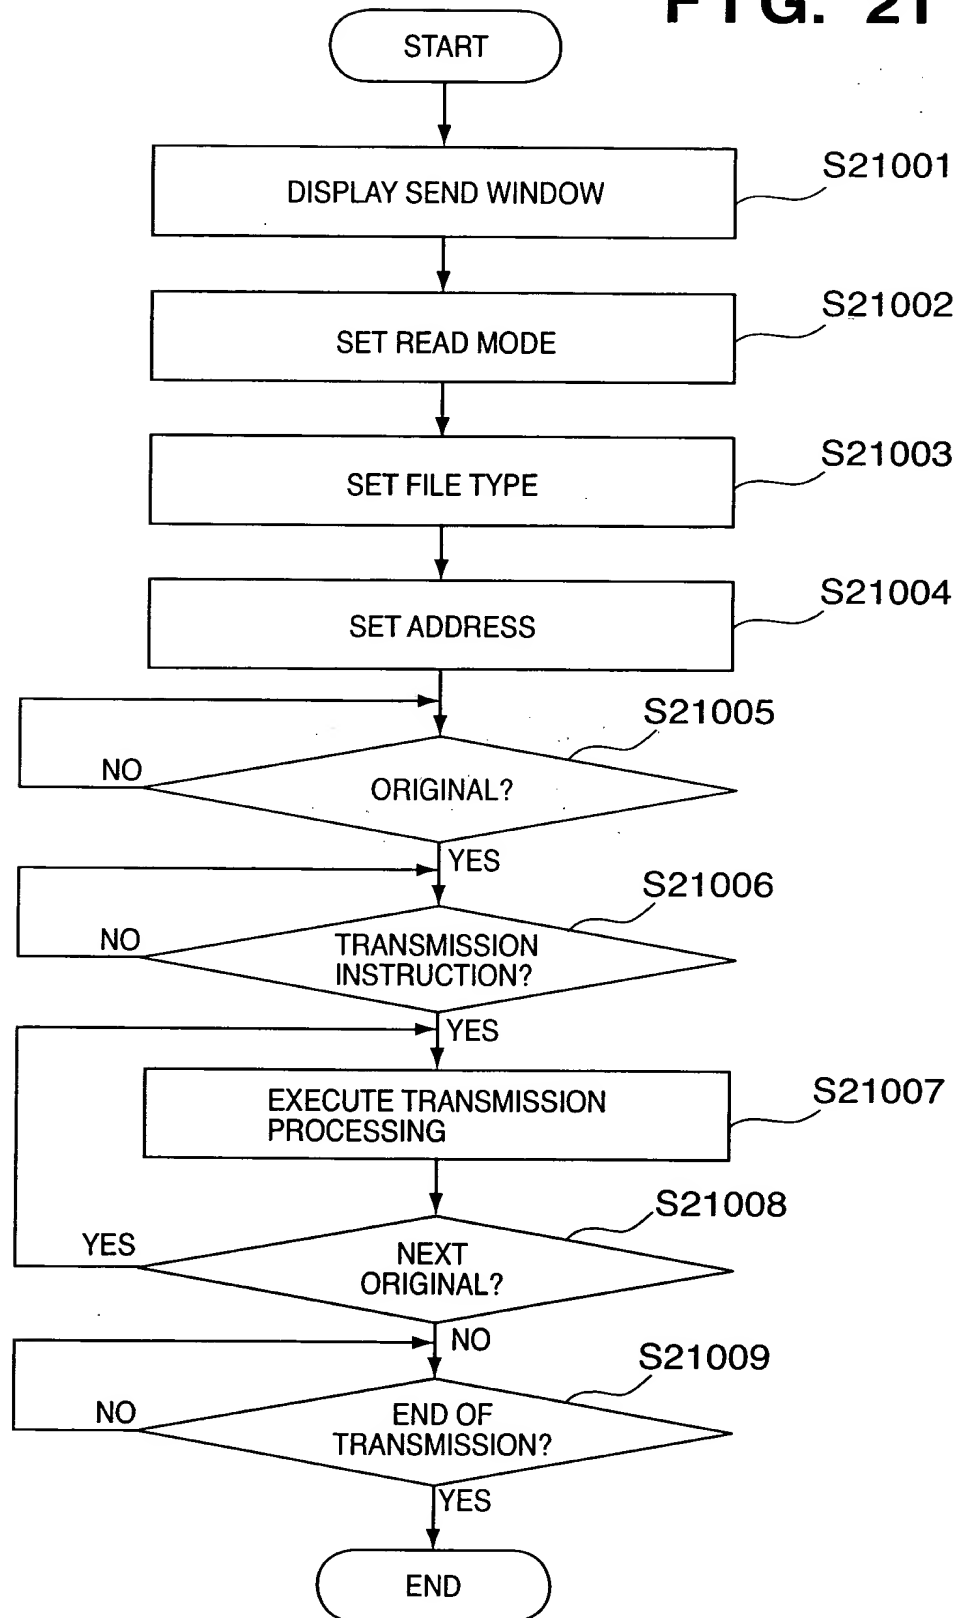 FIG. 21
START
DISPLAY SEND WINDOW
S21001
SET READ MODE
S21002
SET FILE TYPE
S21003
SET ADDRESS
S21004
S21005
NO
ORIGINAL?
YES
S21006
NO
TRANSMISSION
INSTRUCTION?
YES
EXECUTE TRANSMISSION
PROCESSING
S21007
S21008
YES
NEXT
ORIGINAL?
NO
S21009
NO
END OF
TRANSMISSION?
YES
END